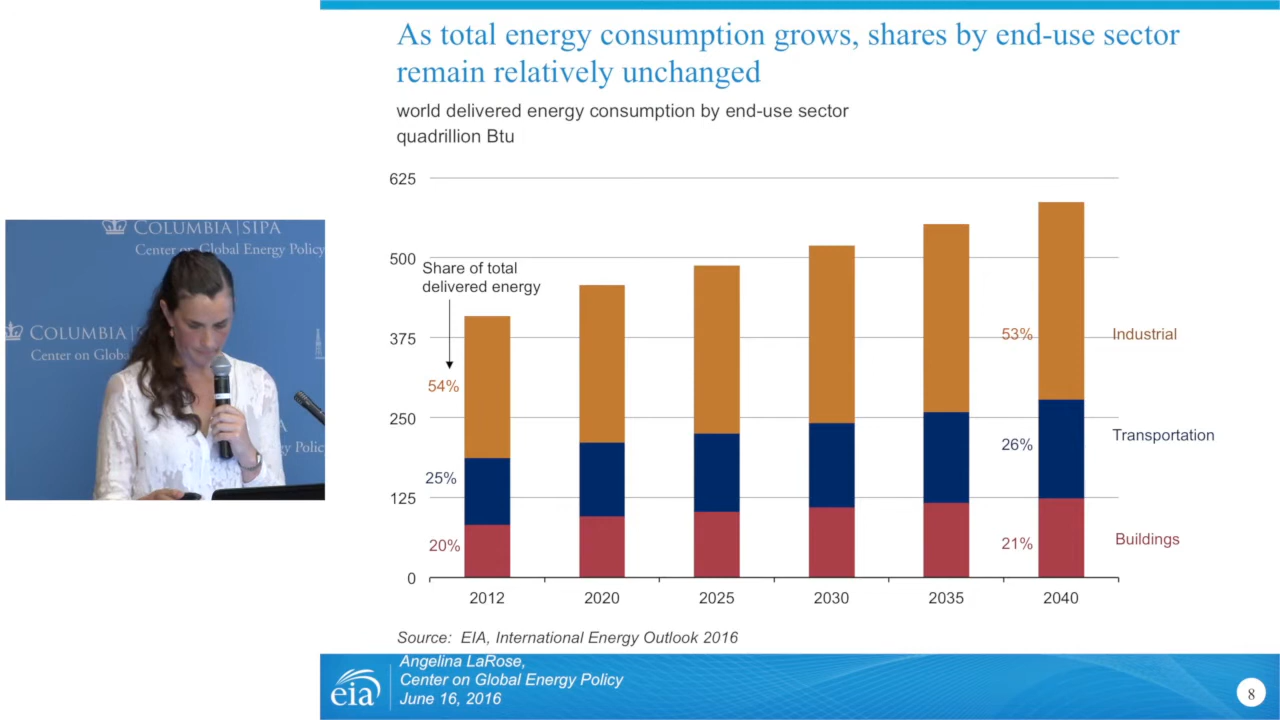 As total energy consumption grows, shares by end-use sector
remain relatively unchanged
world delivered energy consumption by end-use sector
quadrillion Btu
625
500
375
250
125
0
Share of total
delivered energy
54%
25%
20%
53%
26%
21%
Industrial
Transportation
Buildings
2012
2020
2025
2030
2035
2040
Source: EIA, International Energy Outlook 2016
eia
Angelina LaRose,
Center on Global Energy Policy
June 16, 2016
8
COLUMBIA | SIPA
Center on Global Energy Policy
COLUMBIA
Center on Globa
gy Polic